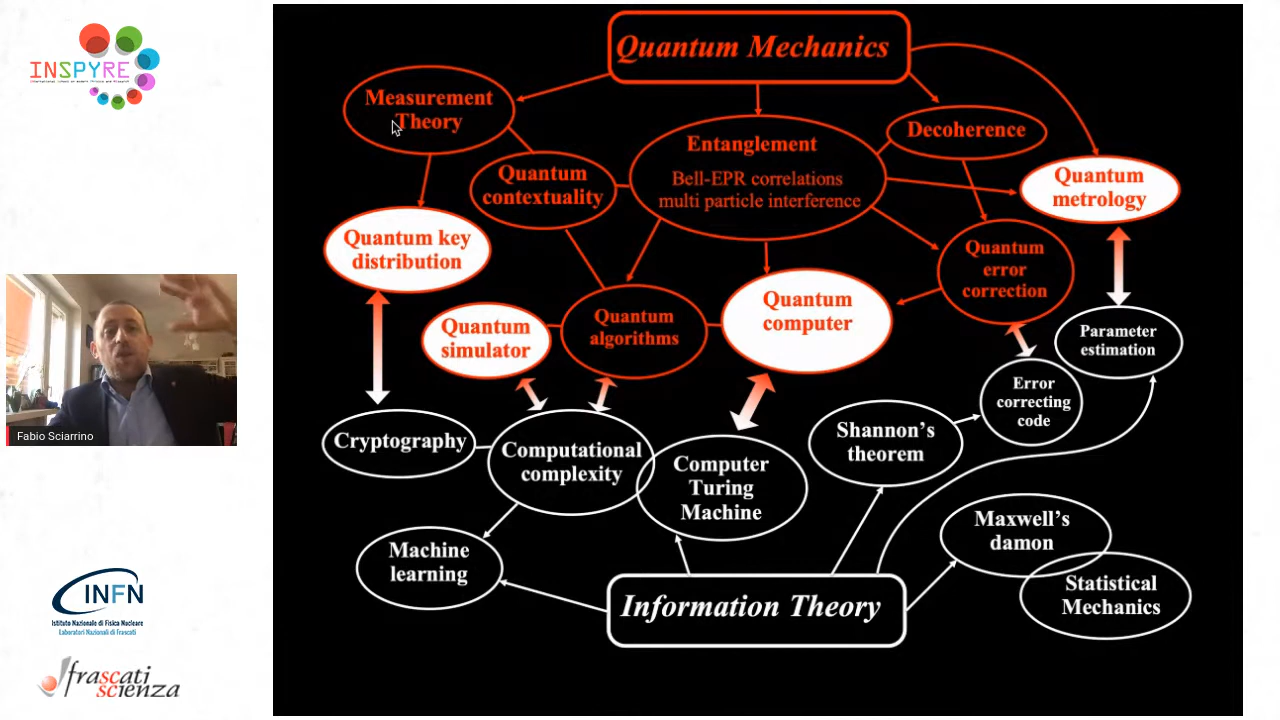 INSPYRE
Quantum Mechanics
Measurement
Theory
Entanglement
Bell-EPR correlations
multi particle interference
Decoherence
Quantum
contextuality
Quantum
metrology
Quantum key
distribution
Quantum
error
correction
Quantum
simulator
Quantum
algorithms
Quantum
computer
Parameter
estimation
Error
correcting
code
Fabio Sciarrino
Cryptography
Computational
complexity
Computer
Turing
Machine
Shannon's
theorem
Maxwell's
damon
Machine
learning
Statistical
Mechanics
Information Theory
INFN
Istituto Nazionale di Fisica Nucleare
Laboratori Nazionali di Frascati
frascati
scienza